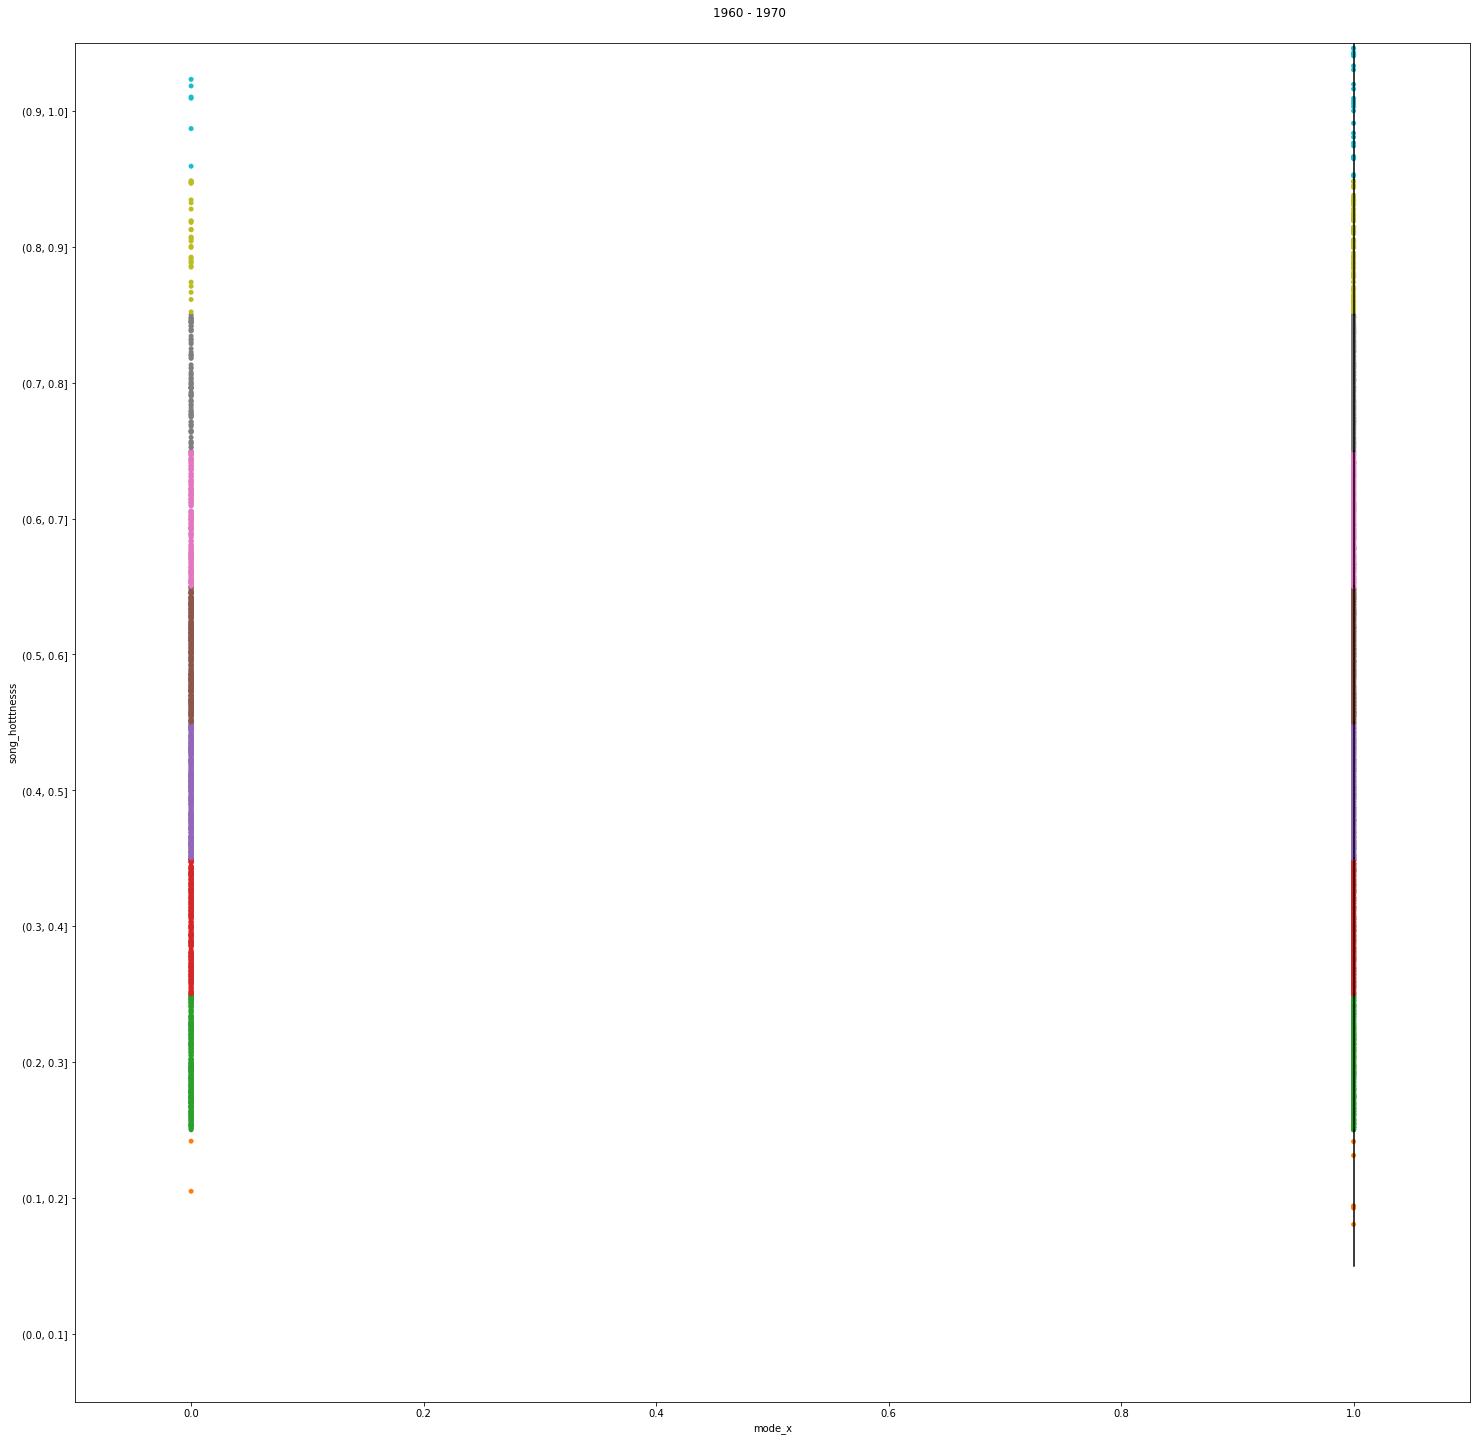 1960 - 1970
(0.9, 1.0]
(0.8, 0.9]
(0.7, 0.8]
(0.6, 0.7]
(0.5, 0.6]
(0.4, 0.5]
(0.3, 0.4]
(0.2, 0.3]
(0.1, 0.2]
(0.0, 0.1]
song_hotttnesss
0.0 0.2 0.4 0.6 0.8 1.0
mode_x